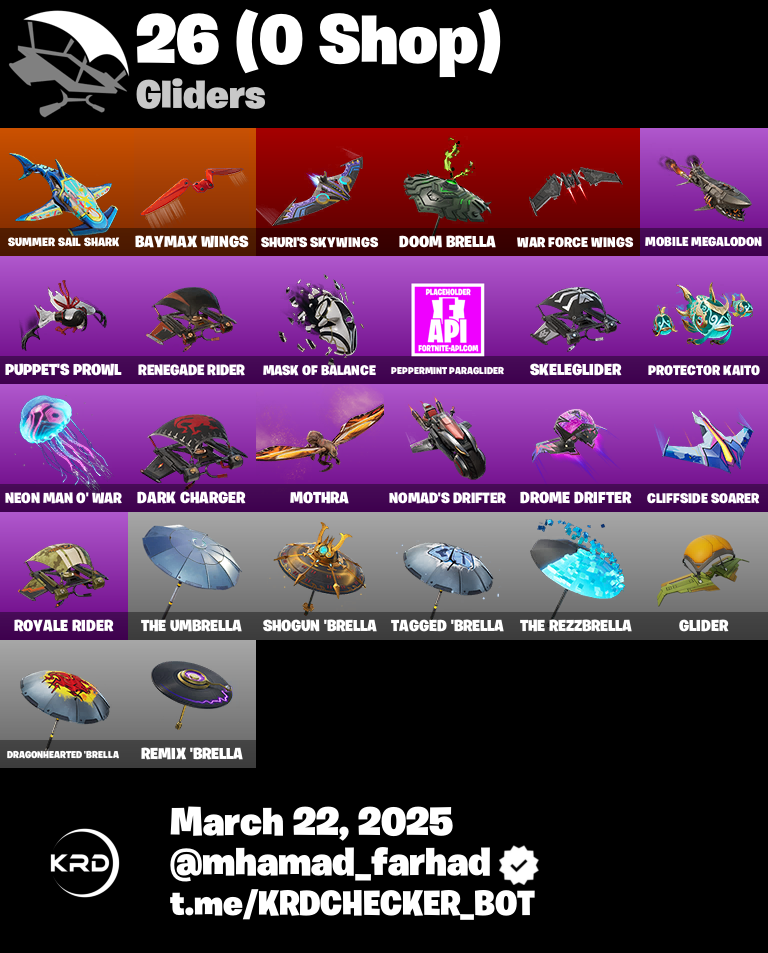 26 (0 Shop)
Gliders
SUMMER SAIL SHARK
BAYMAX WINGS
SHURI'S SKYWINGS
DOOM BRELLA
WAR FORCE WINGS
MOBILE MEGALODON
PUPPET'S PROWL
RENEGADE RIDER
MASK OF BALANCE
PLACEHOLDER
F
API
FORTNITE-API.COM
PEPPERMINT PARAGLIDER
SKELEGLIDER
PROTECTOR KAITO
NEON MAN O' WAR
DARK CHARGER
MOTHRA
NOMAD'S DRIFTER
DROME DRIFTER
CLIFFSIDE SOARER
ROYALE RIDER
THE UMBRELLA
SHOGUN 'BRELLA
TAGGED 'BRELLA
THE REZZBRELLA
GLIDER
DRAGONHEARTED 'BRELLA
REMIX 'BRELLA
KRD
March 22, 2025
@mhamad_farhad
t.me/KRDCHECKER_BOT